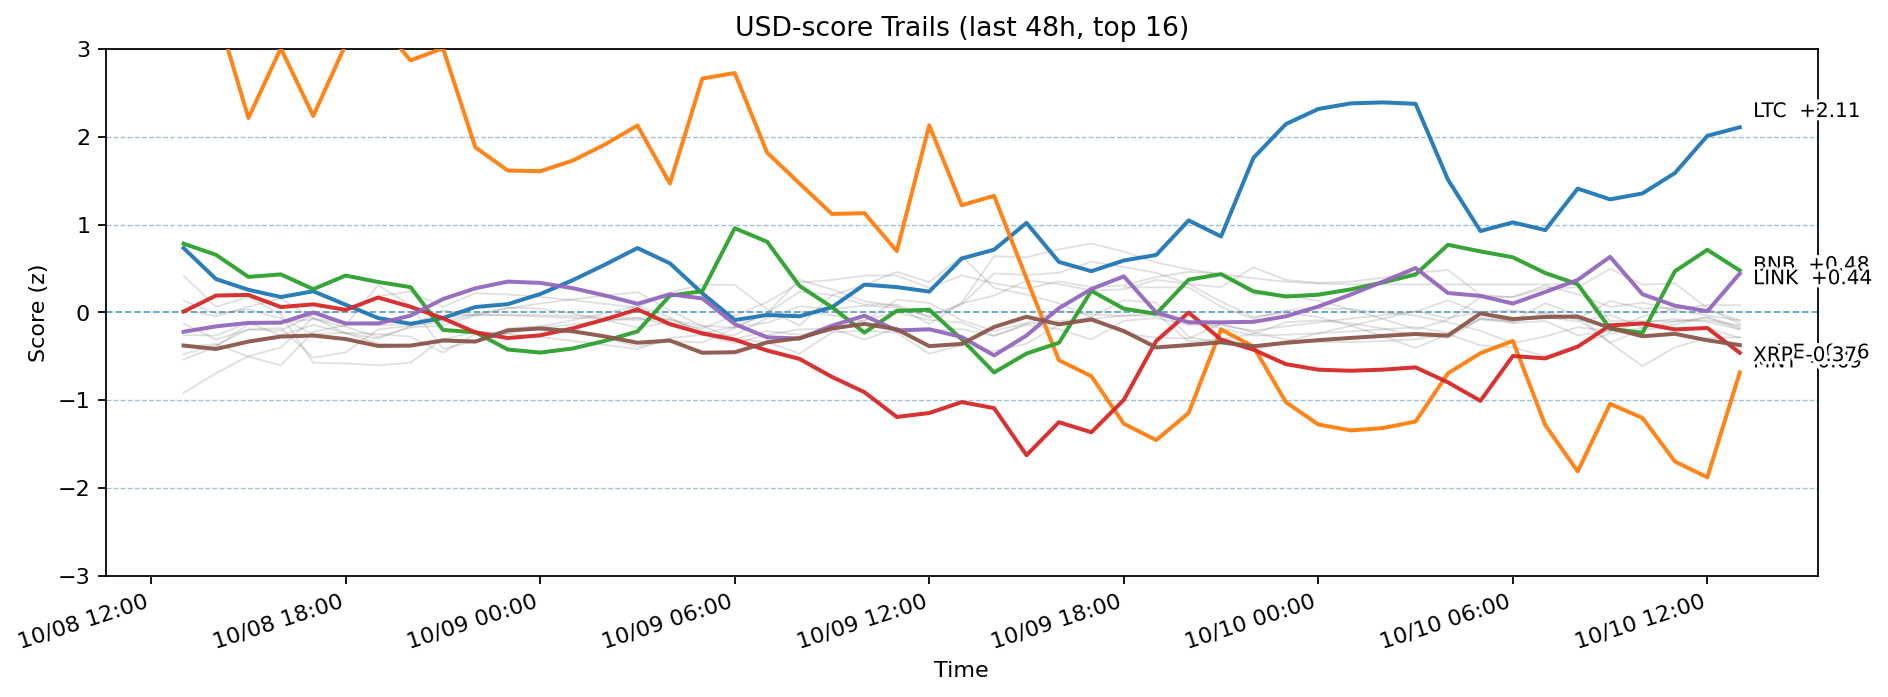 USD-score Trails (last 48h, top 16)
3
2
1
0
−1
−2
−3
Score (z)
LTC +2.11
BNB +0.48
LINK +0.44
XRP
10/08 12:00
10/08 18:00
10/09 00:00
10/09 06:00
10/09 12:00
10/09 18:00
10/10 00:00
10/10 06:00
10/10 12:00
Time